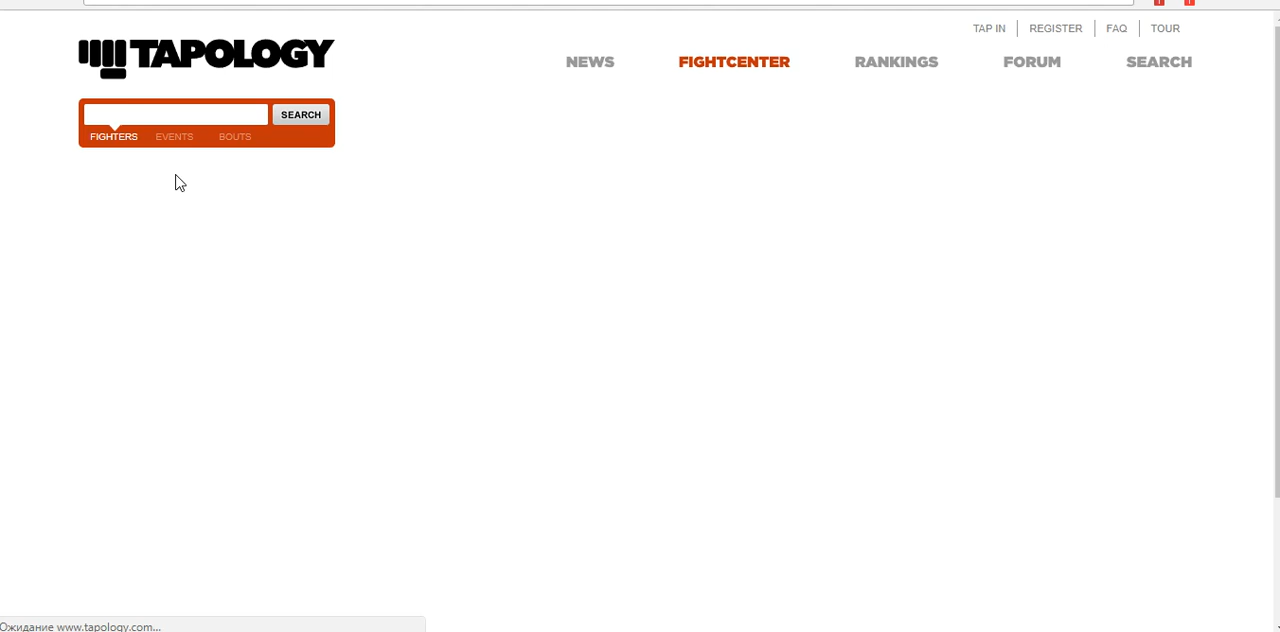 TAP IN REGISTER FAQ TOUR
TAPOLOGY
NEWS FIGHTCENTER RANKINGS FORUM SEARCH
SEARCH
FIGHTERS EVENTS BOUTS
Ожидание www.tapology.com...